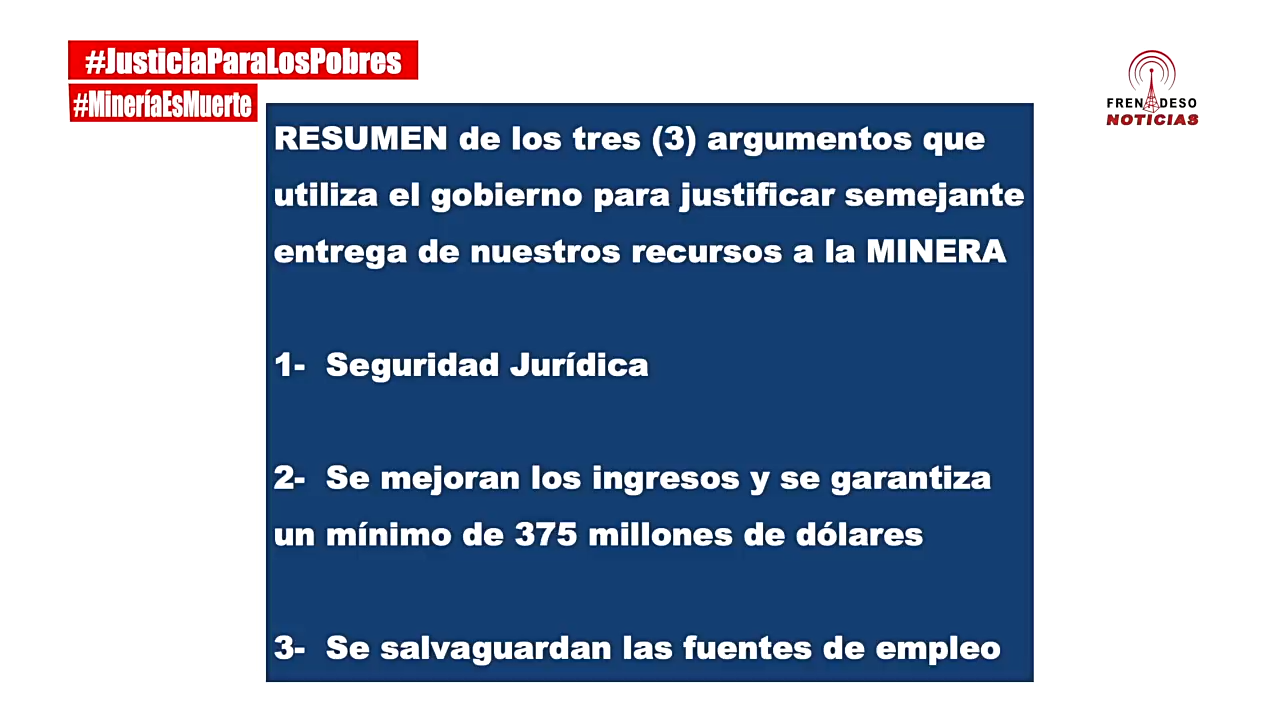 #JusticiaParaLosPobres
#MineríaEsMuerte
FRENADESO
NOTICIAS
RESUMEN de los tres (3) argumentos que
utiliza el gobierno para justificar semejante
entrega de nuestros recursos a la MINERA
1- Seguridad Jurídica
2- Se mejoran los ingresos y se garantiza
un mínimo de 375 millones de dólares
3- Se salvaguardan las fuentes de empleo